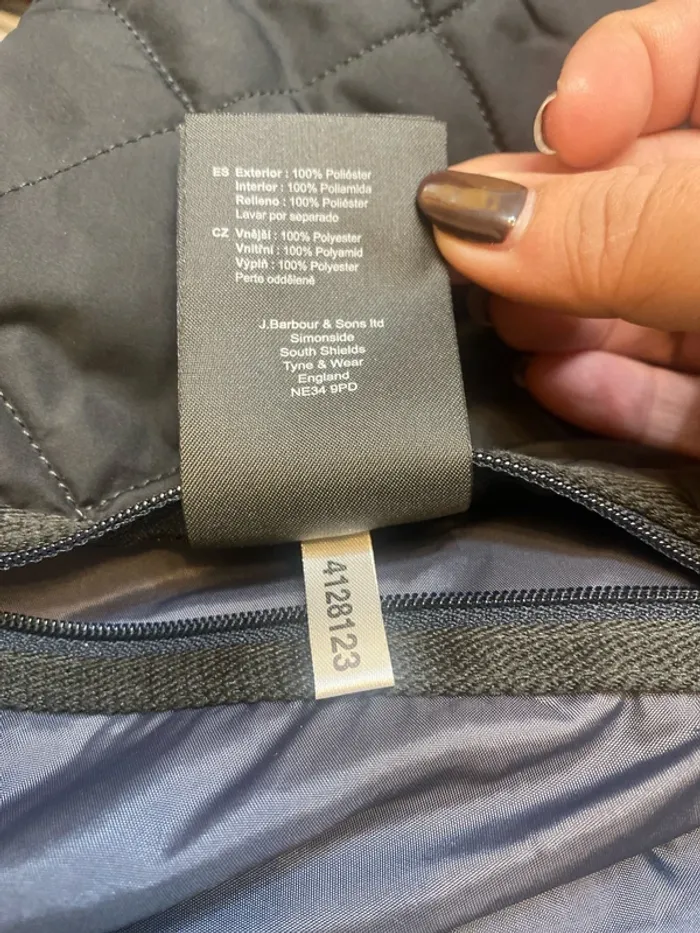 ES Exterior : 100% Poliéster
Interior : 100% Poliamida
Relleno : 100% Poliéster
Lavar por separado
CZ Vnější : 100% Polyester
Vnitřní : 100% Polyamid
Výplň : 100% Polyester
Perte odděleně
J.Barbour & Sons ltd
Simonside
South Shields
Tyne & Wear
England
NE34 9PD
4128123